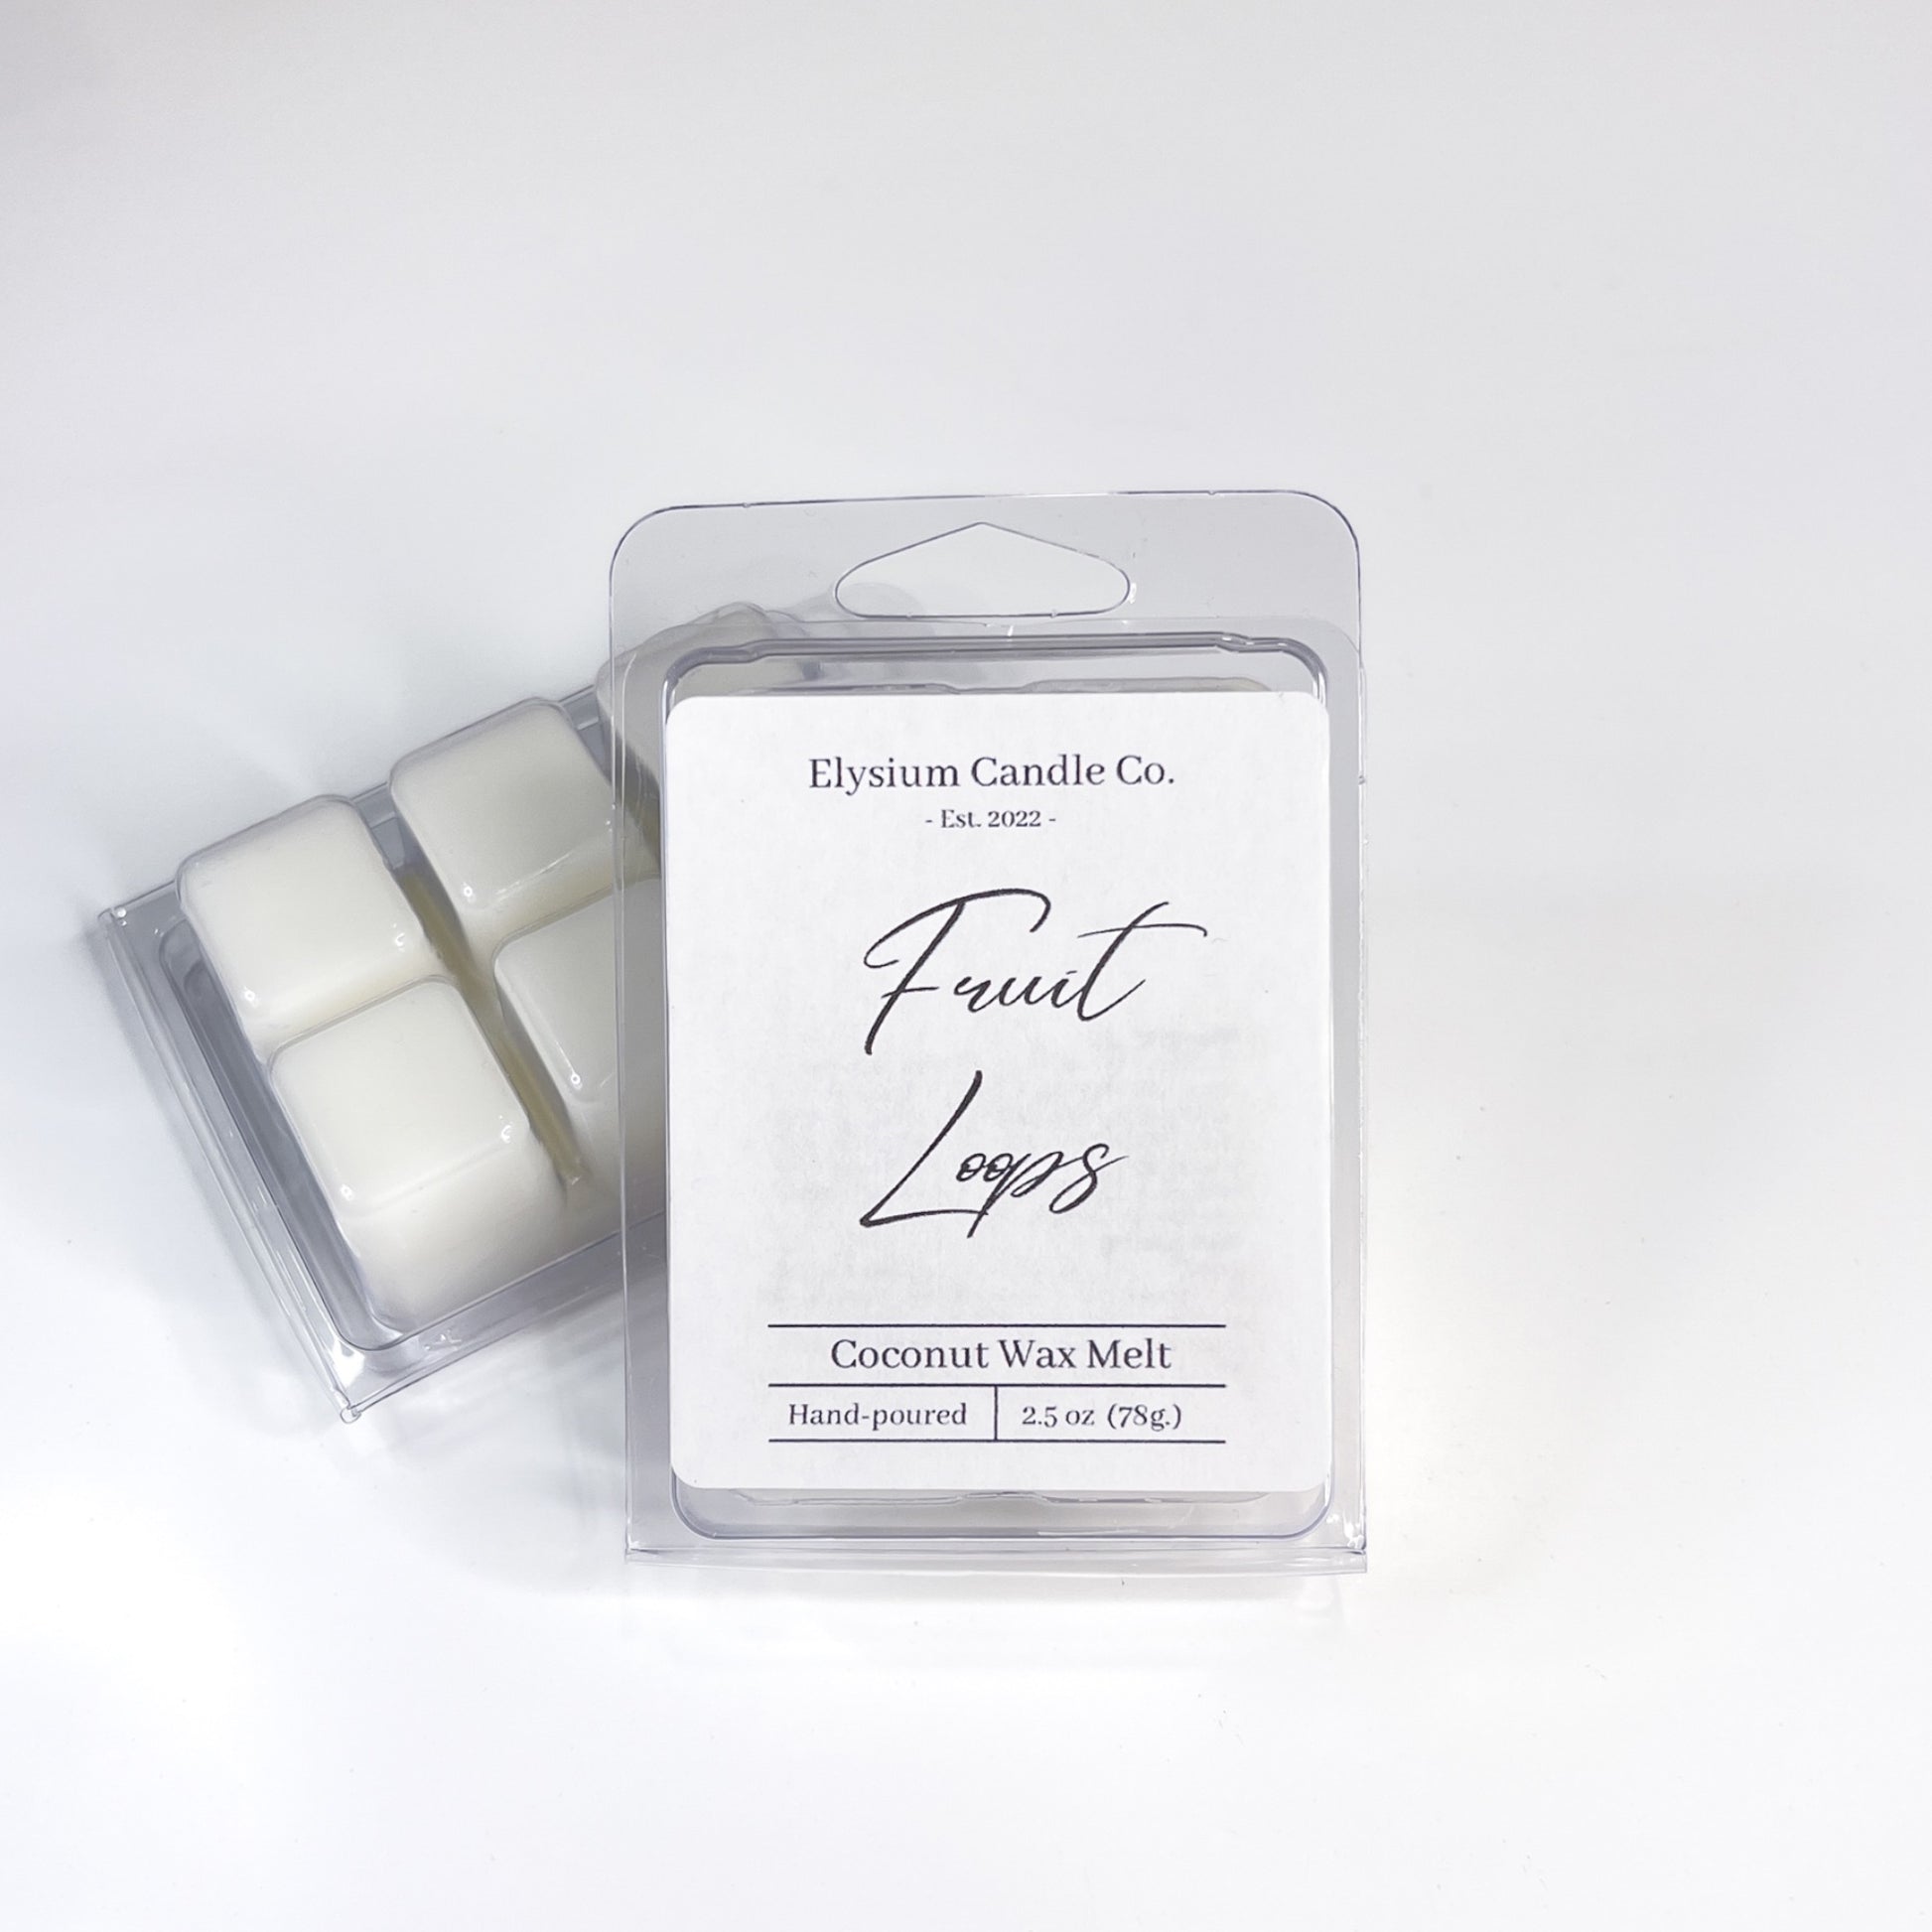 Elysium Candle Co.
- Est. 2022 -
Fruit
Loops
Coconut Wax Melt
Hand-poured
2.5 oz (78g.)